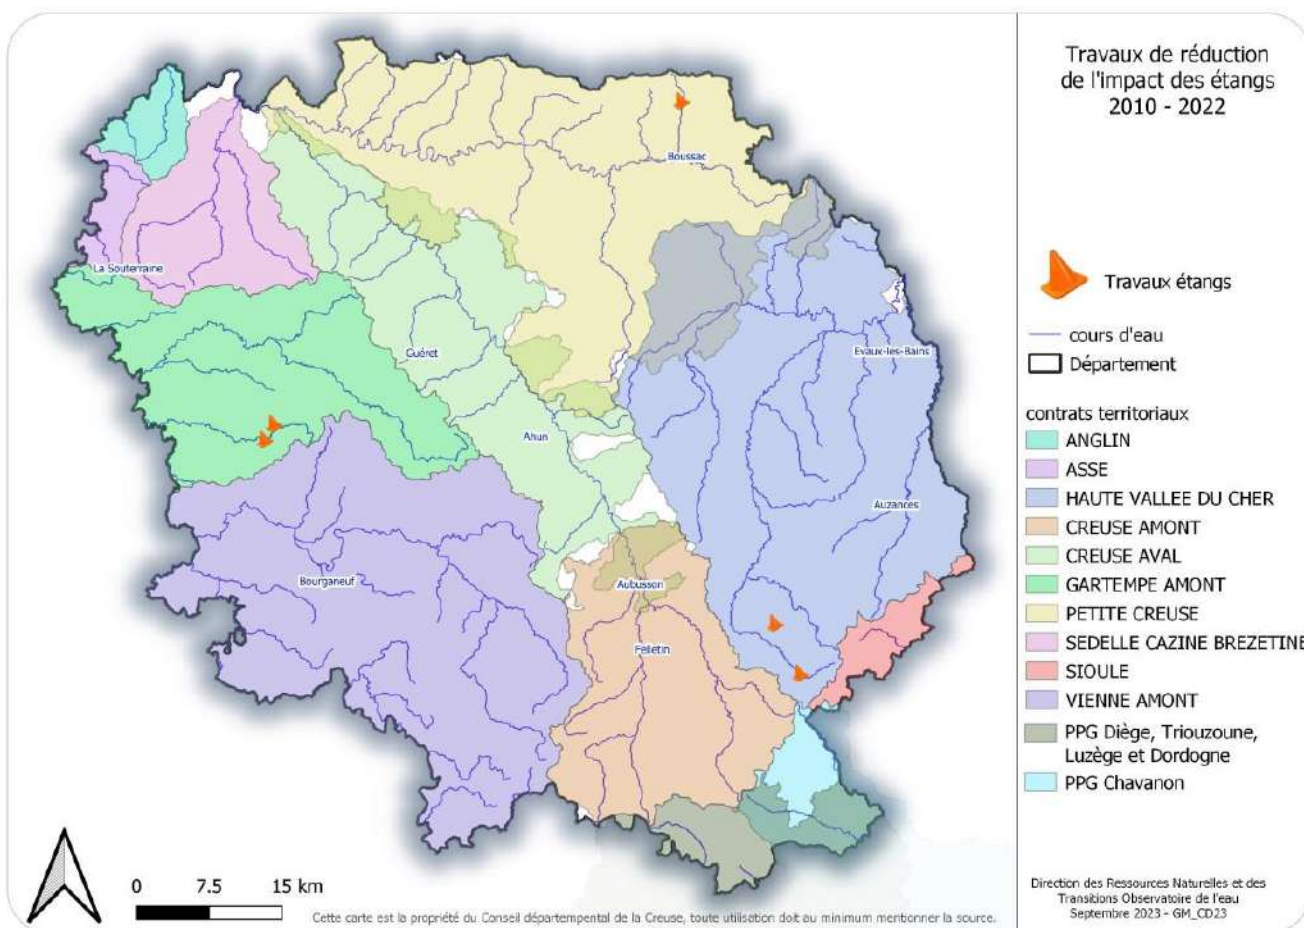 Travaux de réduction
de l'impact des étangs
2010 - 2022
Boussac
La Souterraine
Guéret
Evaux-les-Bains
Ahun
Auzances
Bourganeuf
Aubusson
Felletin
Travaux étangs
cours d'eau
Département
contrats territoriaux
ANGLIN
ASSE
HAUTE VALLEE DU CHER
CREUSE AMONT
CREUSE AVAL
GARTEMPE AMONT
PETITE CREUSE
SEDELLE CAZINE BREZETINE
SIOULE
VIENNE AMONT
PPG Diège, Triouzoune,
Luzège et Dordogne
PPG Chavanon
0 7.5 15 km
Cette carte est la propriété du Conseil départempental de la Creuse, toute utilisation doit au minimum mentionner la source.
Direction des Ressources Naturelles et des
Transitions Observatoire de l'eau
Septembre 2023 - GM_CD23